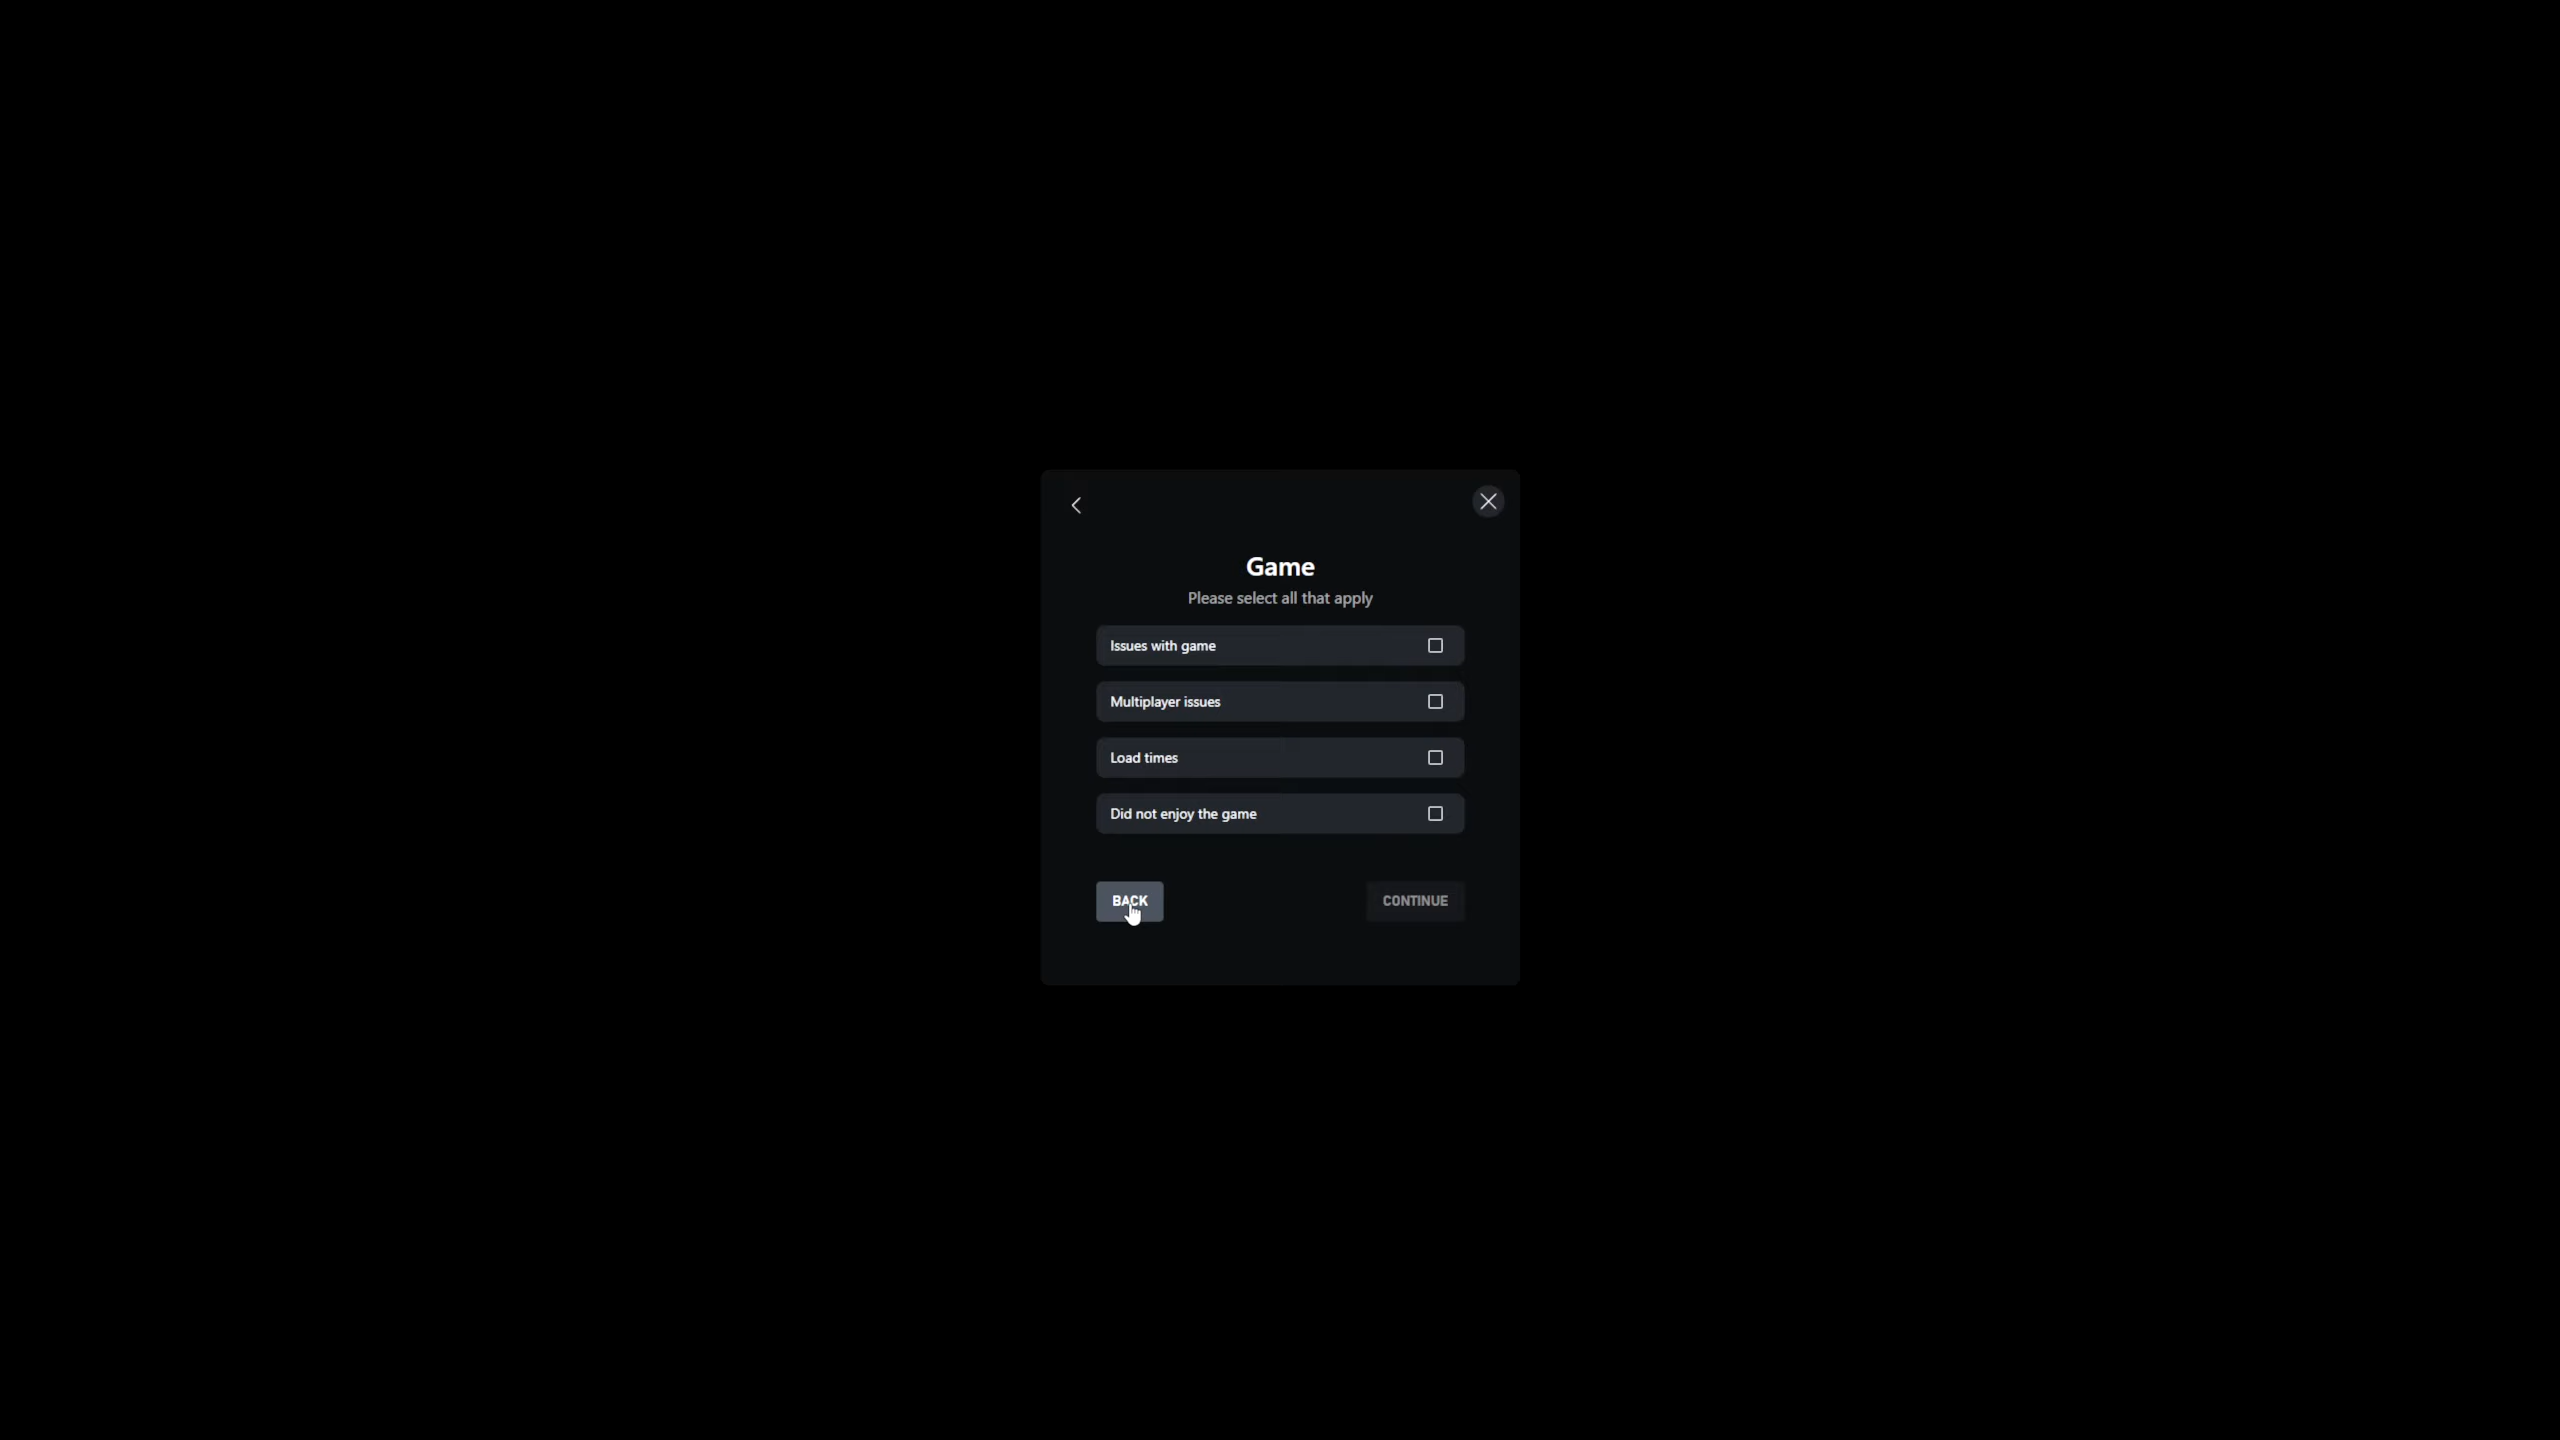 Game
Please select all that apply
Issues with game
Multiplayer issues
Load times
Did not enjoy the game
BACK
CONTINUE